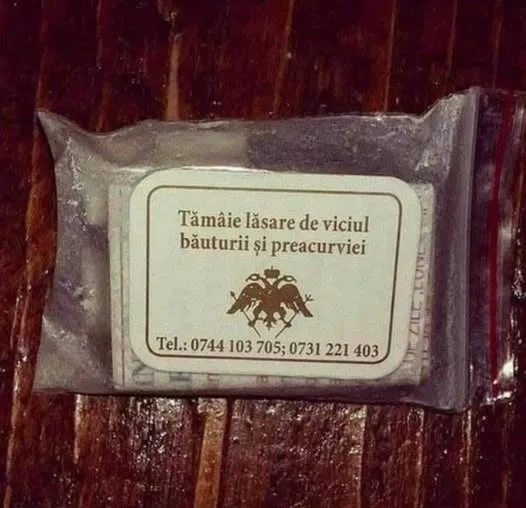 Tămâie lăsare de viciul
băuturii și preacurviei
Tel.: 0744 103 705; 0731 221 403